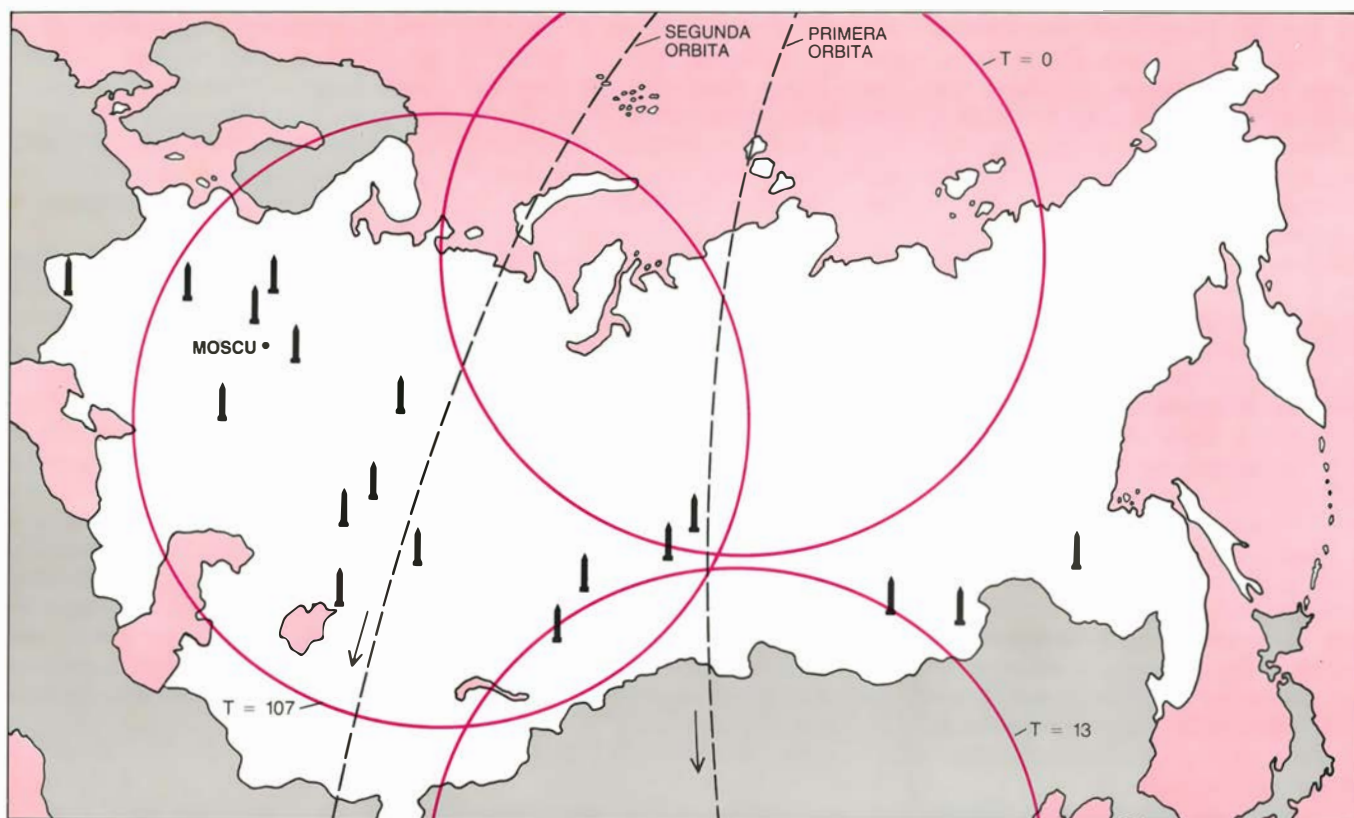 SEGUNDA
ORBITA
PRIMERA
ORBITA
T = 0
MOSCU
T = 107
T = 13